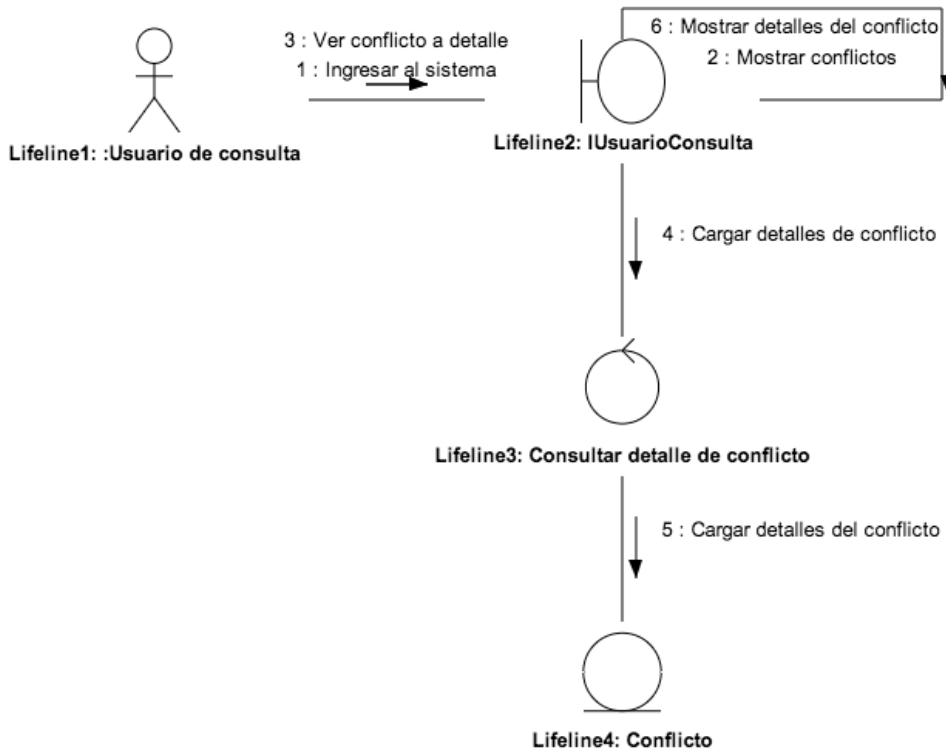 6 : Mostrar detalles del conflicto
3 : Ver conflicto a detalle
2 : Mostrar conflictos
1 : Ingresar al sistema
Lifeline1: :Usuario de consulta
Lifeline2: IUsuarioConsulta
4 : Cargar detalles de conflicto
Lifeline3: Consultar detalle de conflicto
5 : Cargar detalles del conflicto
Lifeline4: Conflicto